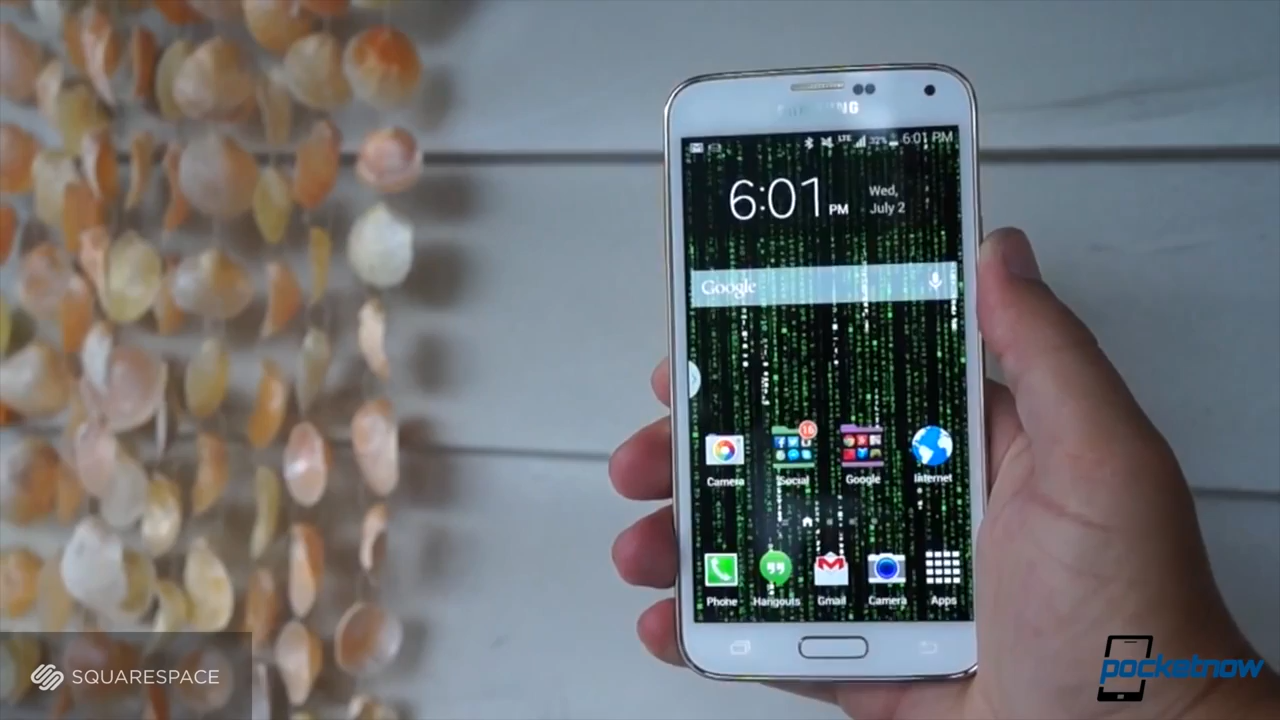 SAMSUNG
LTE 32% 6:01 PM
6:01 PM
Wed,
July 2
Google
16
Camera Social Google Internet
Phone Hangouts Gmail Camera Apps
SQUARESPACE
pocketnow